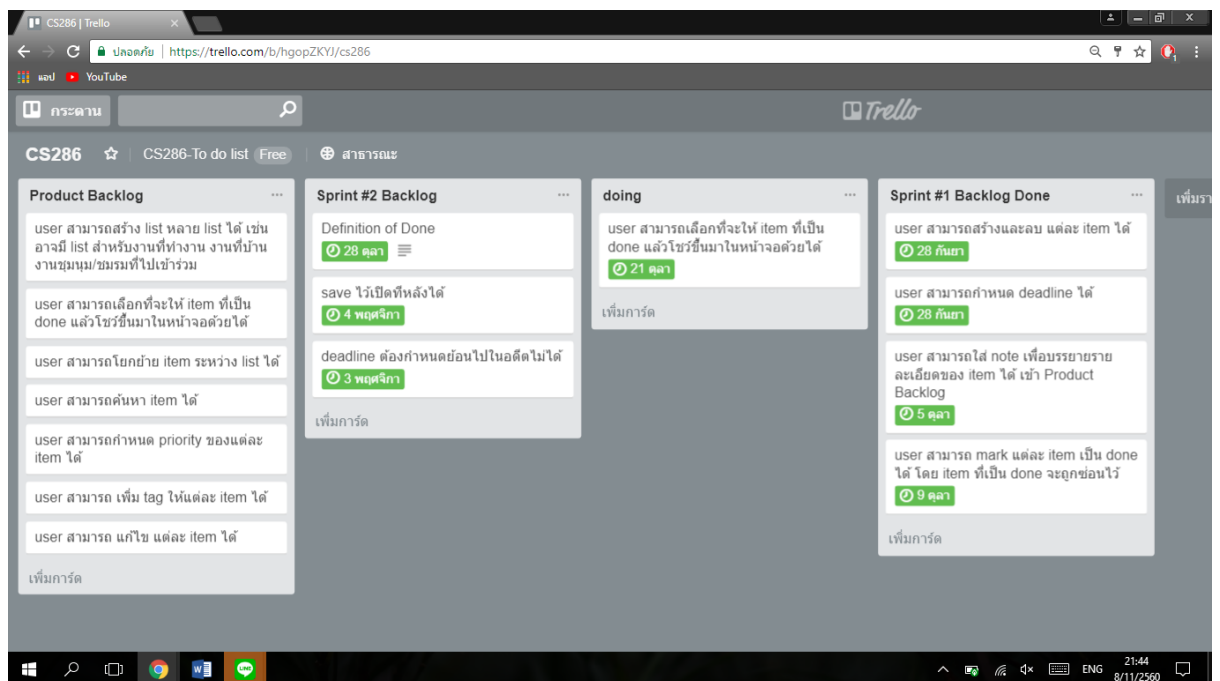 CS286 | Trello
ปลอดภัย | https://trello.com/b/hgopZKYJ/cs286
แอป YouTube
กระดาน
Trello
CS286 CS286-To do list Free สาธารณะ
Product Backlog
user สามารถสร้าง list หลาย list ได้ เช่น
อาจมี list สำหรับงานที่ทำงาน งานที่บ้าน
งานชุมนุม/ชมรมที่ไปเข้าร่วม
user สามารถเลือกที่จะให้ item ที่เป็น
done แล้วโชว์ขึ้นมาในหน้าจอด้วยได้
user สามารถโยกย้าย item ระหว่าง list ได้
user สามารถค้นหา item ได้
user สามารถกำหนด priority ของแต่ละ
item ได้
user สามารถ เพิ่ม tag ให้แต่ละ item ได้
user สามารถ แก้ไข แต่ละ item ได้
เพิ่มการ์ด
Sprint #2 Backlog
Definition of Done
28 ตุลา
save ไว้เปิดทีหลังได้
4 พฤศจิกา
deadline ต้องกำหนดย้อนไปในอดีตไม่ได้
3 พฤศจิกา
เพิ่มการ์ด
doing
user สามารถเลือกที่จะให้ item ที่เป็น
done แล้วโชว์ขึ้นมาในหน้าจอด้วยได้
21 ตุลา
เพิ่มการ์ด
Sprint #1 Backlog Done
user สามารถสร้างและลบ แต่ละ item ได้
28 กันยา
user สามารถกำหนด deadline ได้
28 กันยา
user สามารถใส่ note เพื่อบรรยายราย
ละเอียดของ item ได้ เข้า Product
Backlog
5 ตุลา
user สามารถ mark แต่ละ item เป็น done
ได้ โดย item ที่เป็น done จะถูกซ่อนไว้
9 ตุลา
เพิ่มการ์ด
เพิ่มรา
ENG
21:44
8/11/2560